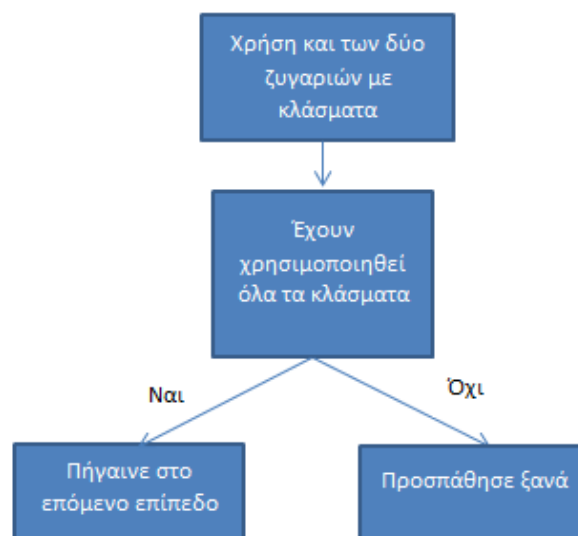 Χρήση και των δύο
ζυγαριών με
κλάσματα
Έχουν
χρησιμοποιηθεί
όλα τα κλάσματα
Ναι
Όχι
Πήγαινε στο
επόμενο επίπεδο
Προσπάθησε ξανά